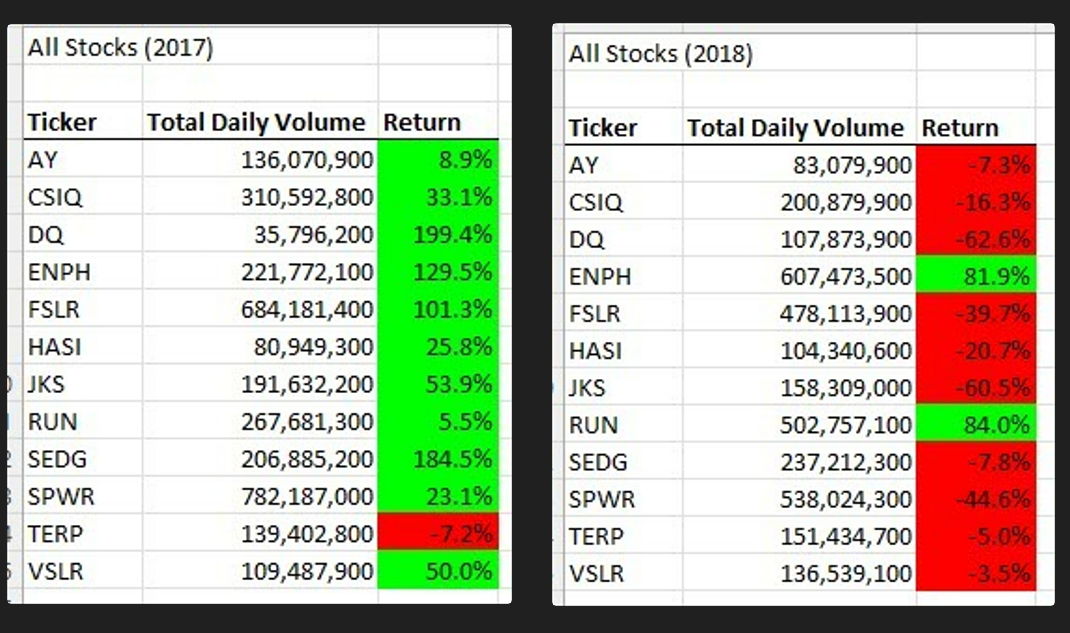 All Stocks (2017)
Ticker Total Daily Volume Return
AY 136,070,900 8.9%
CSIQ 310,592,800 33.1%
DQ 35,796,200 199.4%
ENPH 221,772,100 129.5%
FSLR 684,181,400 101.3%
HASI 80,949,300 25.8%
JKS 191,632,200 53.9%
RUN 267,681,300 5.5%
SEDG 206,885,200 184.5%
SPWR 782,187,000 23.1%
TERP 139,402,800 -7.2%
VSLR 109,487,900 50.0%
All Stocks (2018)
Ticker Total Daily Volume Return
AY 83,079,900 -7.3%
CSIQ 200,879,900 -16.3%
DQ 107,873,900 -62.6%
ENPH 607,473,500 81.9%
FSLR 478,113,900 -39.7%
HASI 104,340,600 -20.7%
JKS 158,309,000 -60.5%
RUN 502,757,100 84.0%
SEDG 237,212,300 -7.8%
SPWR 538,024,300 -44.6%
TERP 151,434,700 -5.0%
VSLR 136,539,100 -3.5%